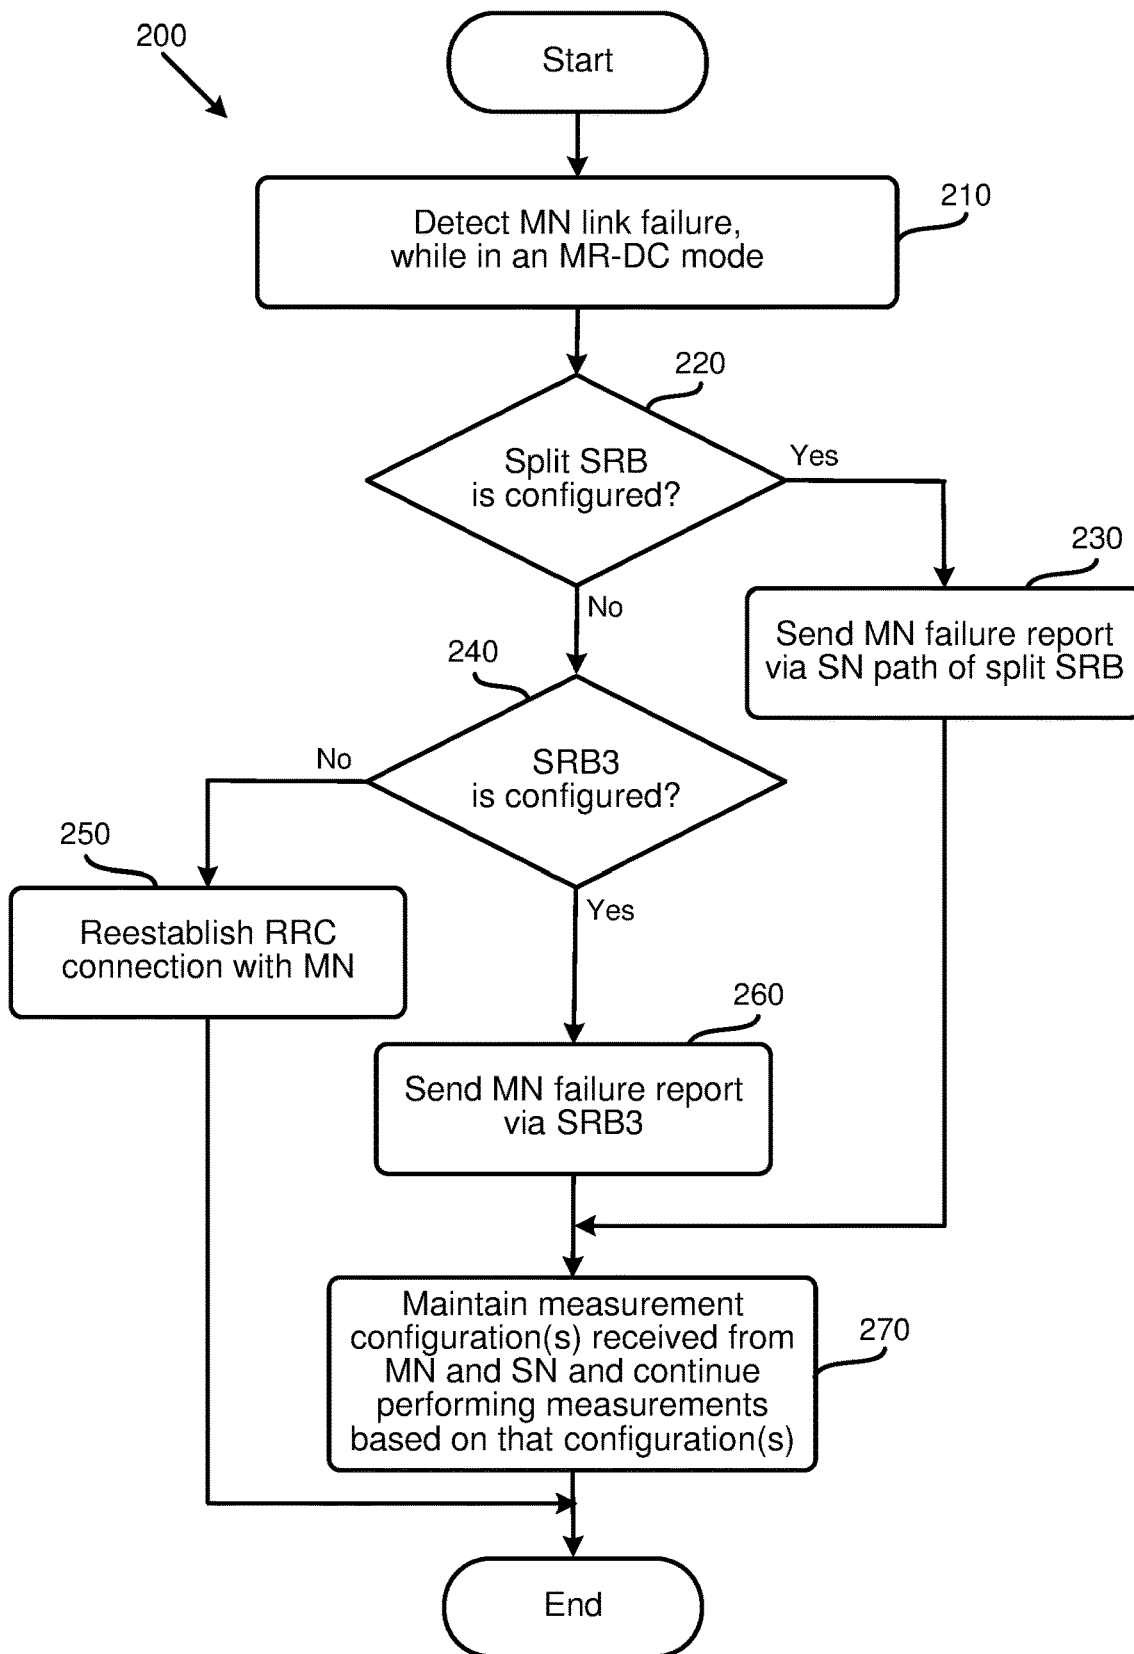 200
Start
210
Detect MN link failure,
while in an MR-DC mode
220
Split SRB
is configured?
Yes
No
230
Send MN failure report
via SN path of split SRB
240
SRB3
is configured?
No
Yes
250
Reestablish RRC
connection with MN
260
Send MN failure report
via SRB3
270
Maintain measurement
configuration(s) received from
MN and SN and continue
performing measurements
based on that configuration(s)
End